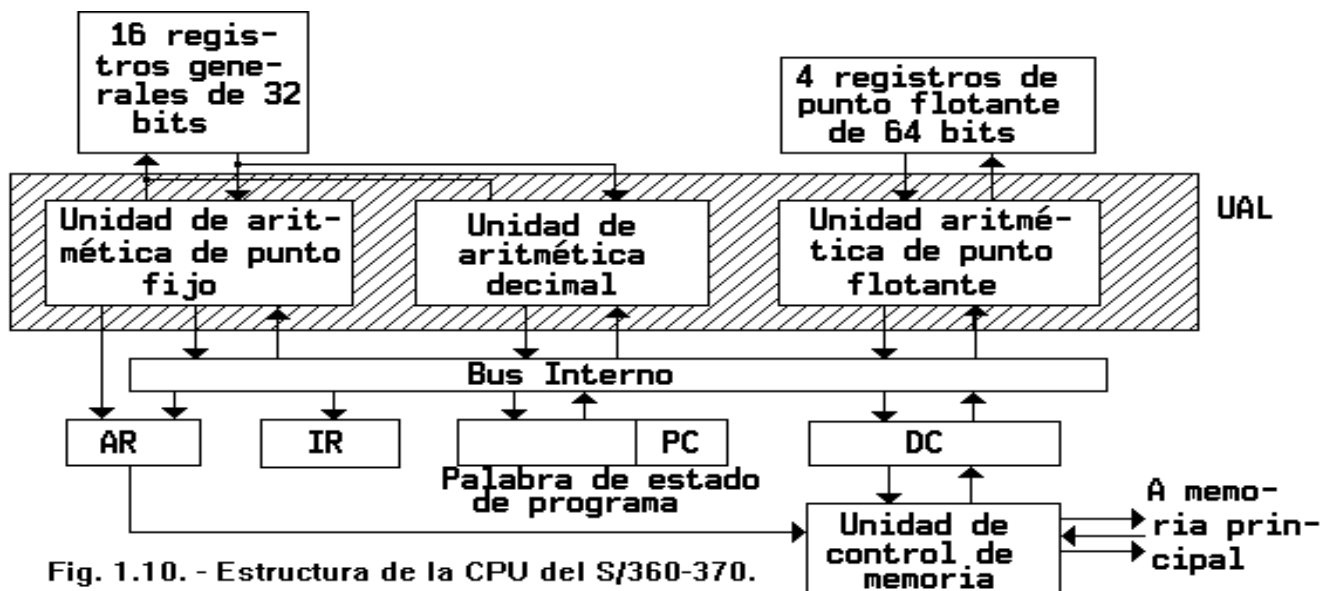 16 regis-
tros gene-
rales de 32
bits
4 registros de
punto flotante
de 64 bits
UAL
Unidad de arit-
mética de punto
fijo
Unidad de
aritmética
decimal
Unidad aritmé-
tica de punto
flotante
Bus Interno
AR
IR
PC
DC
Palabra de estado
de programa
Unidad de
control de
memoria
A memo-
ria prin-
cipal
Fig. 1.10. - Estructura de la CPU del S/360-370.